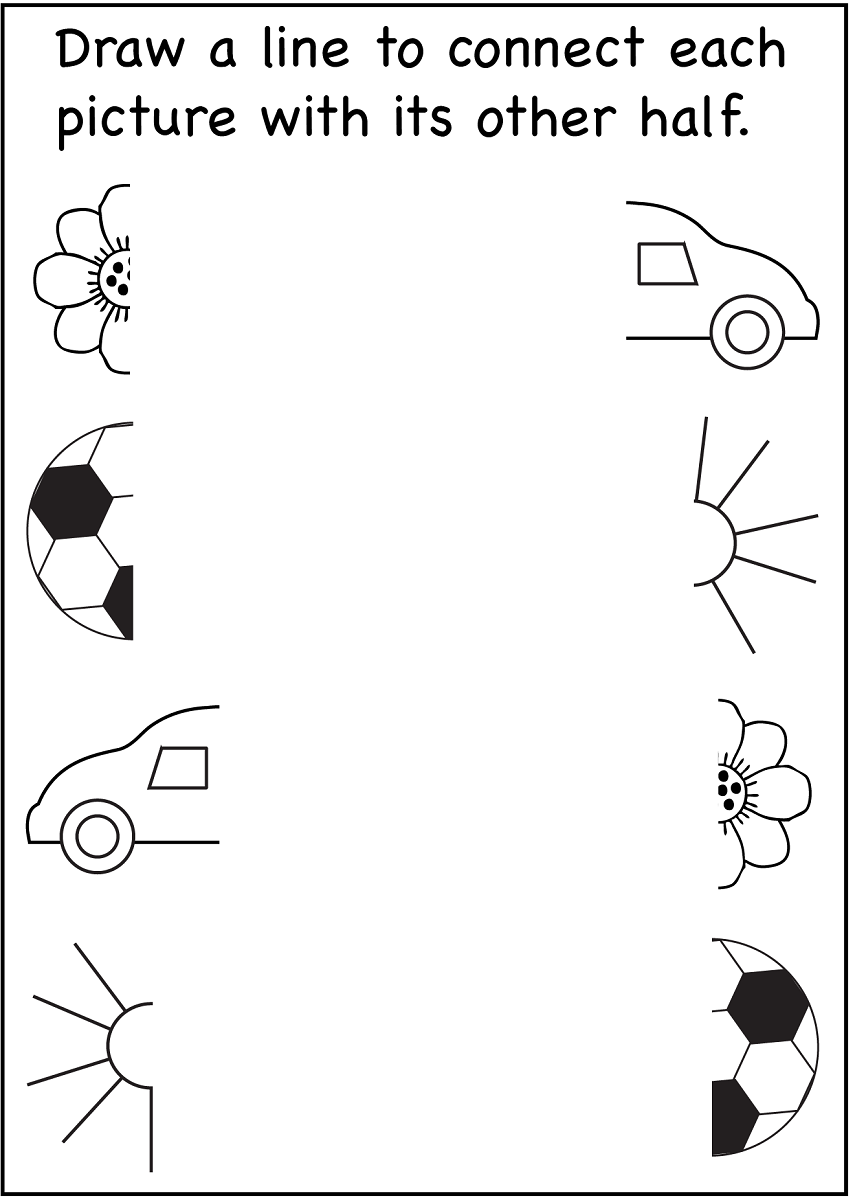 Draw a line to connect each
picture with its other half.